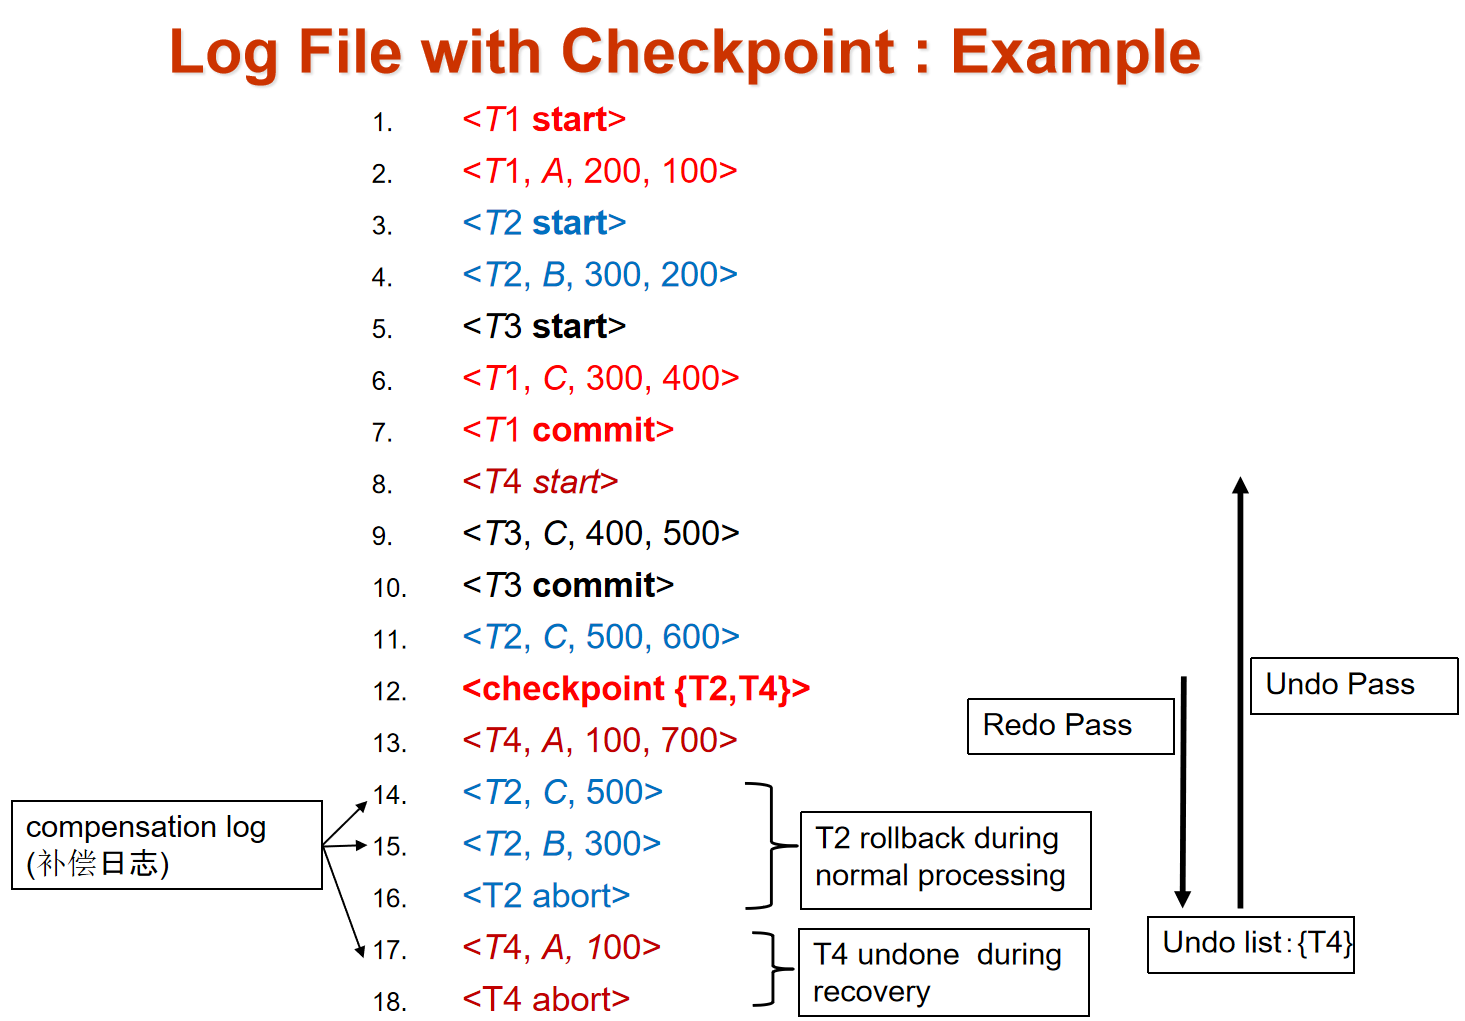 Log File with Checkpoint : Example
1. <T1 start>
2. <T1, A, 200, 100>
3. <T2 start>
4. <T2, B, 300, 200>
5. <T3 start>
6. <T1, C, 300, 400>
7. <T1 commit>
8. <T4 start>
9. <T3, C, 400, 500>
10. <T3 commit>
11. <T2, C, 500, 600>
12. <checkpoint {T2,T4}>
13. <T4, A, 100, 700>
14. <T2, C, 500>
15. <T2, B, 300>
16. <T2 abort>
17. <T4, A, 100>
18. <T4 abort>
compensation log
(补偿日志)
T2 rollback during
normal processing
T4 undone during
recovery
Redo Pass
Undo Pass
Undo list:{T4}